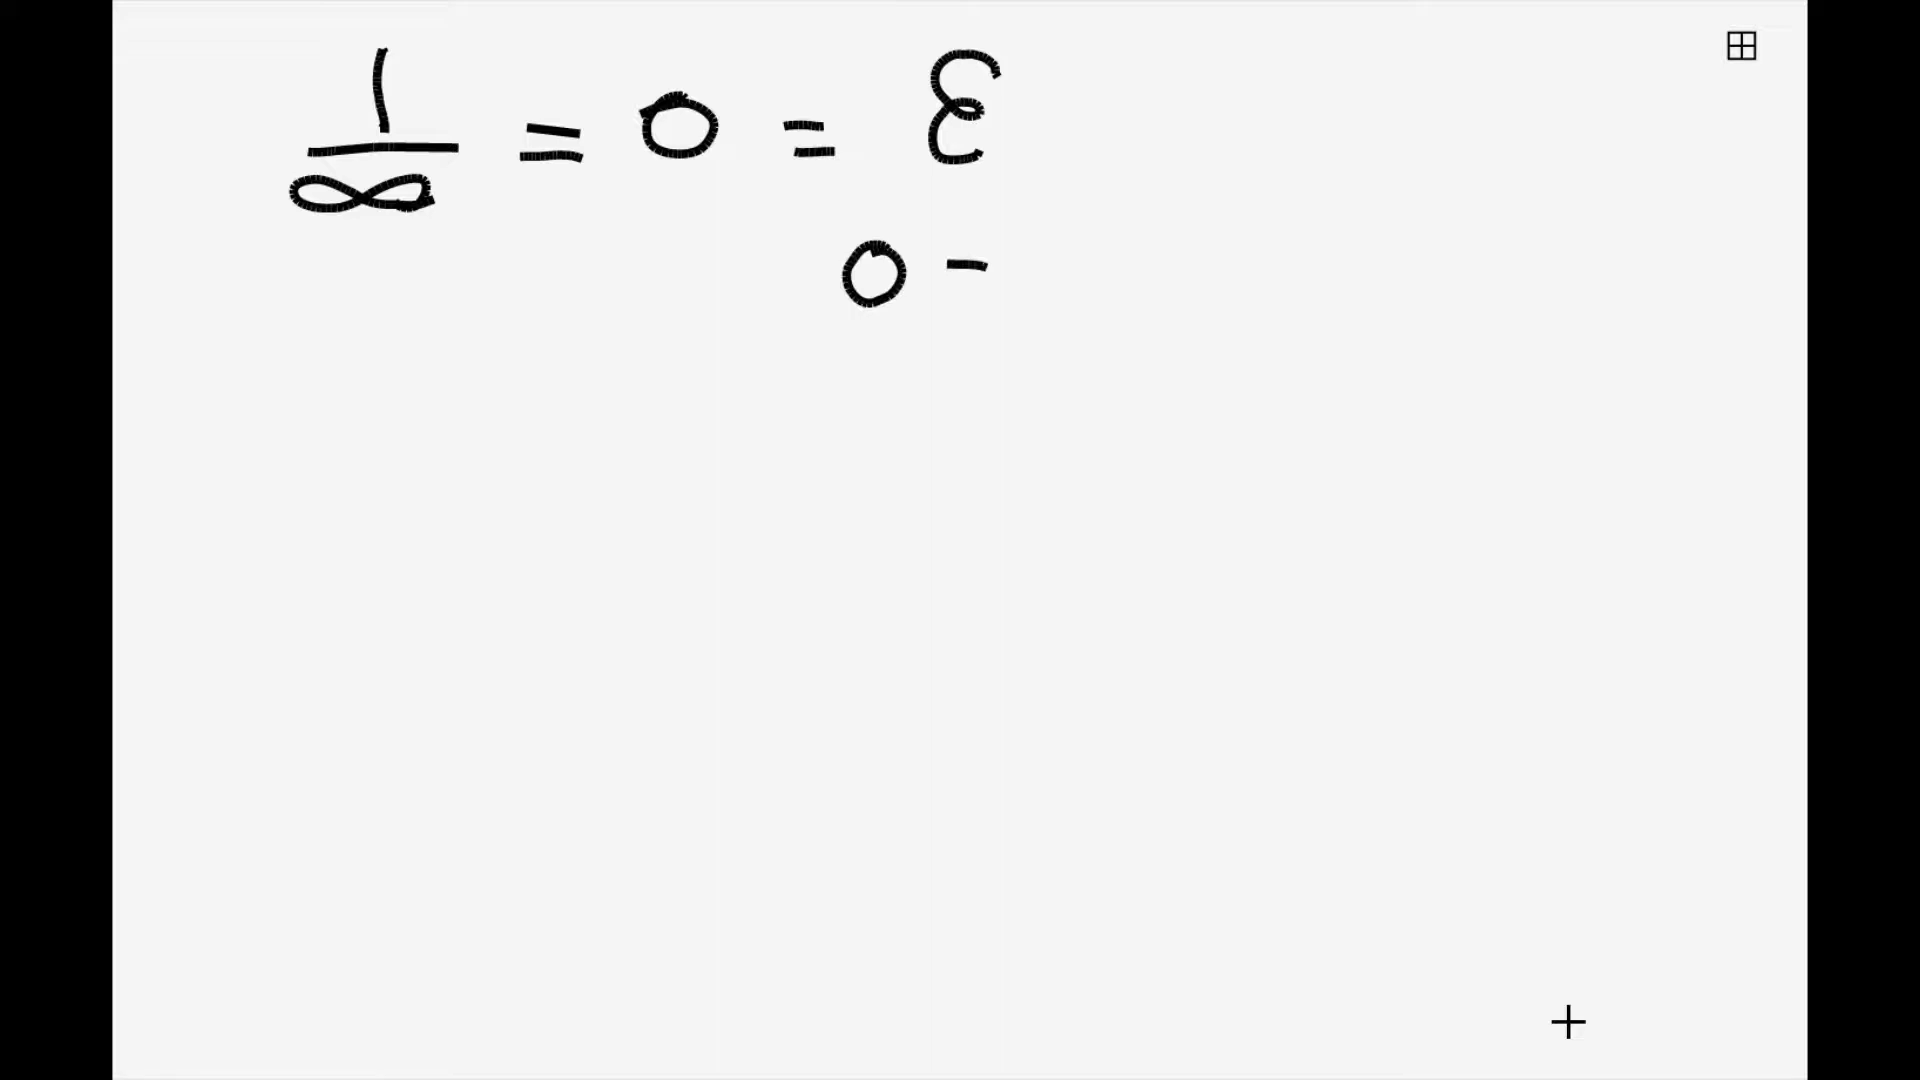 1/∞ = 0 = ε
0 -